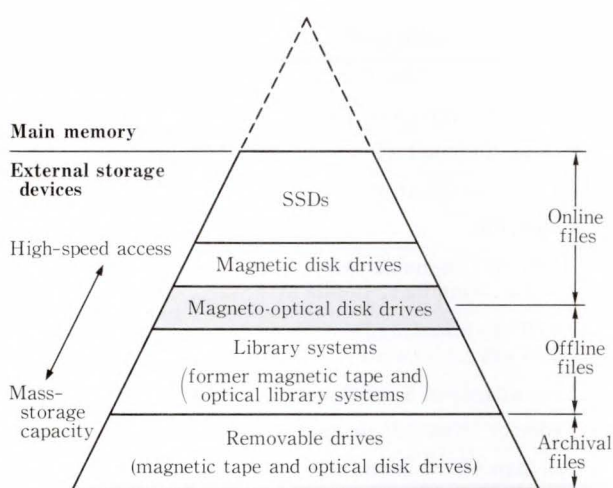 Main memory
External storage
devices
High-speed access
Mass-
storage
capacity
SSDs
Magnetic disk drives
Magneto-optical disk drives
Library systems
(former magnetic tape and
optical library systems)
Removable drives
(magnetic tape and optical disk drives)
Online
files
Offline
files
Archival
files